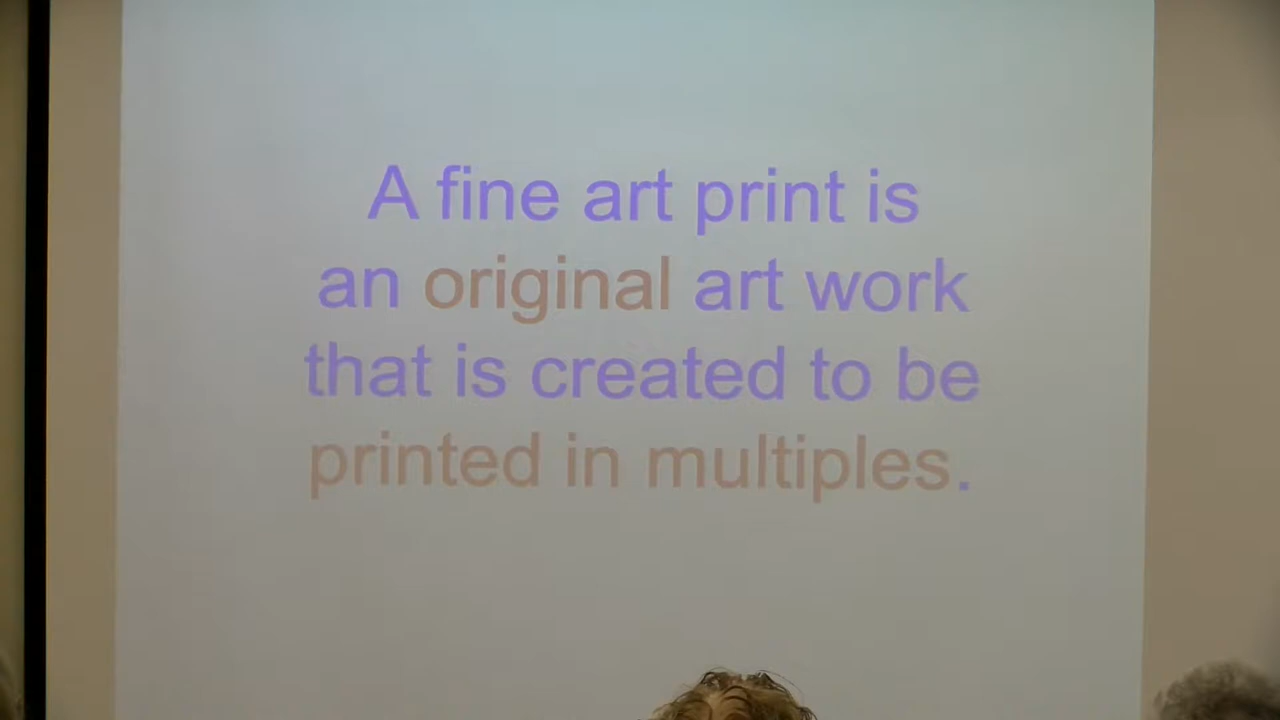 A fine art print is
an original art work
that is created to be
printed in multiples.